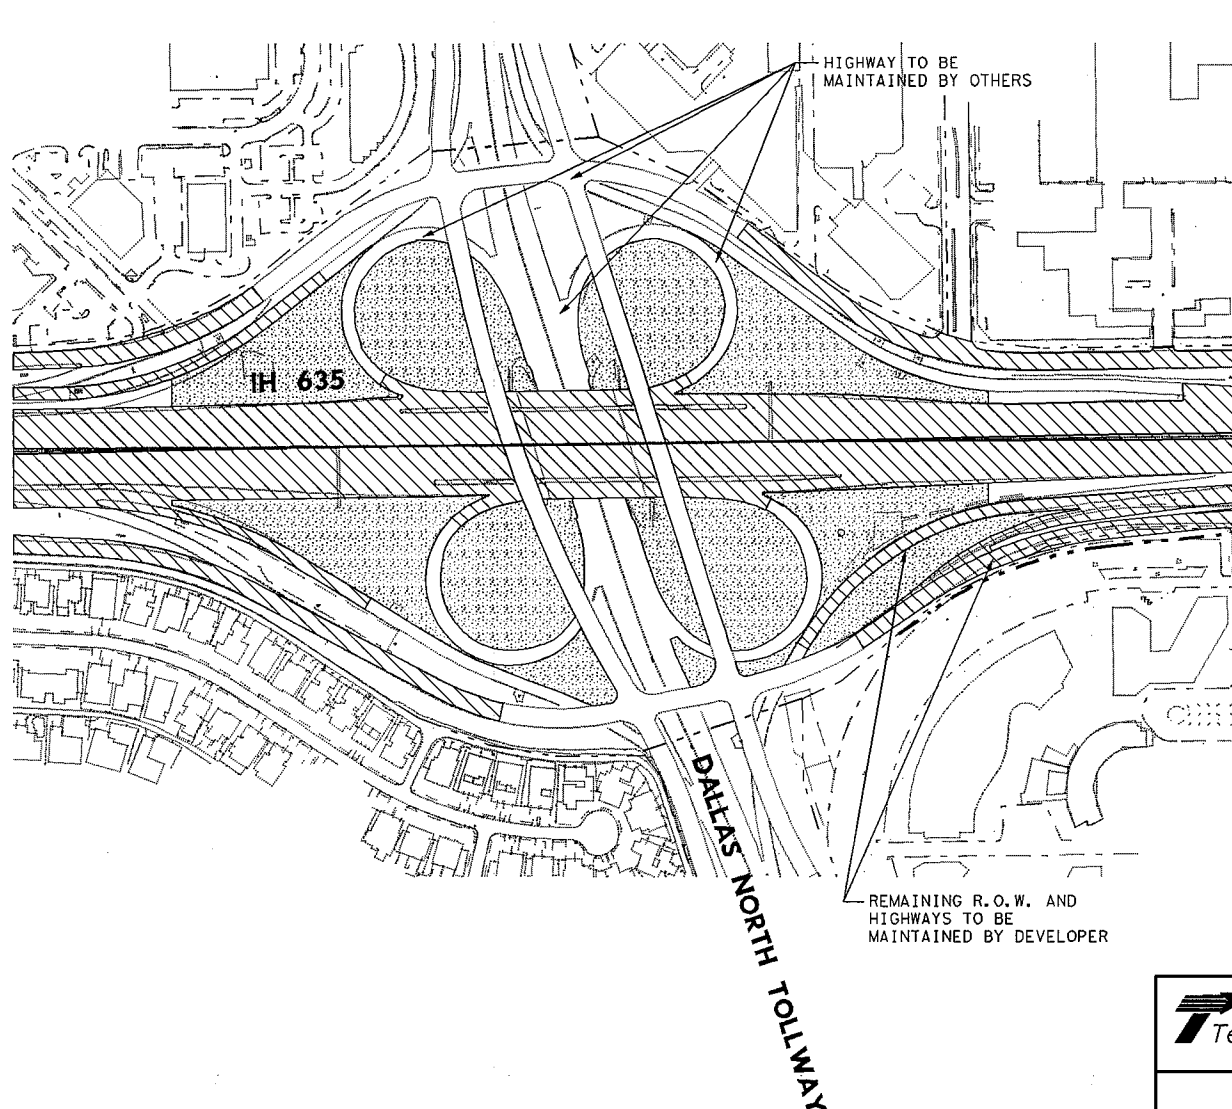 HIGHWAY TO BE
MAINTAINED BY OTHERS
IH 635
DALLAS NORTH TOLLWAY
REMAINING R.O.W. AND
HIGHWAYS TO BE
MAINTAINED BY DEVELOPER
Te